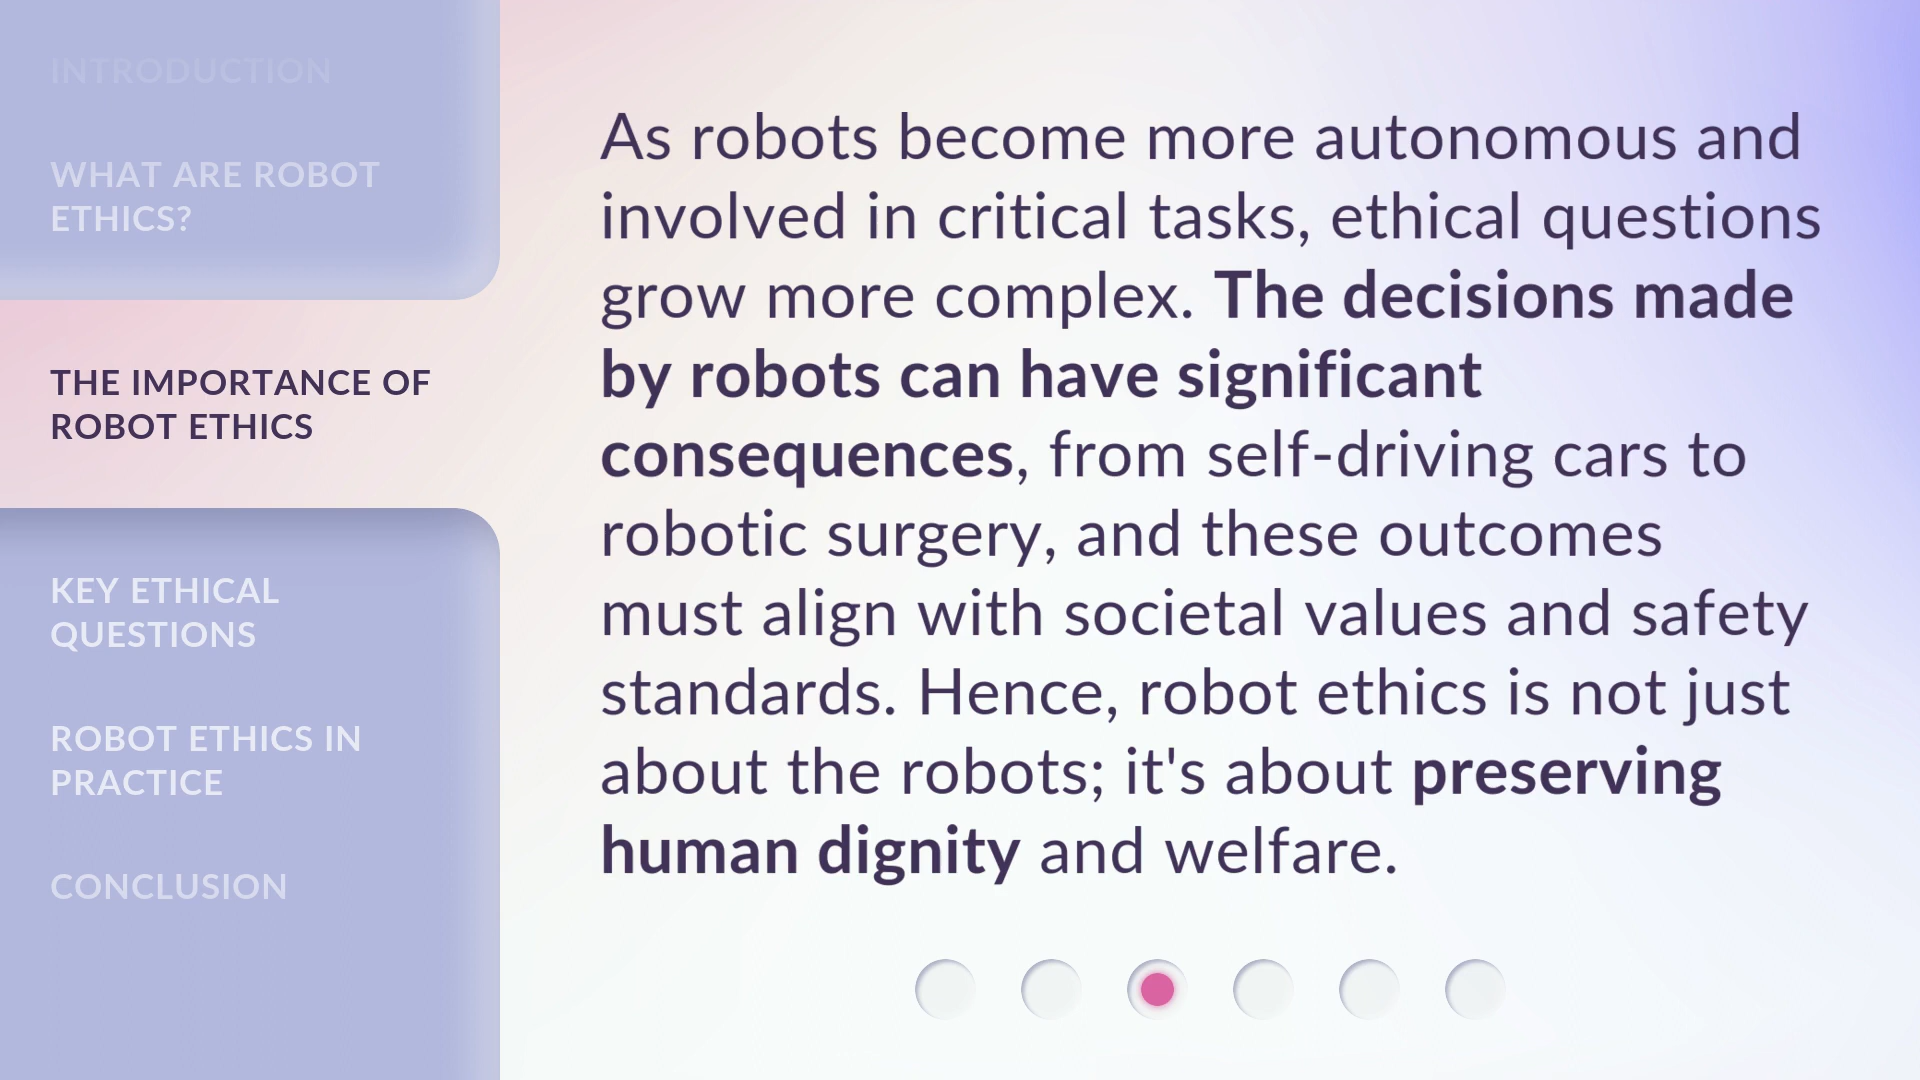 INTRODUCTION
WHAT ARE ROBOT
ETHICS?
THE IMPORTANCE OF
ROBOT ETHICS
KEY ETHICAL
QUESTIONS
ROBOT ETHICS IN
PRACTICE
CONCLUSION
As robots become more autonomous and
involved in critical tasks, ethical questions
grow more complex. The decisions made
by robots can have significant
consequences, from self-driving cars to
robotic surgery, and these outcomes
must align with societal values and safety
standards. Hence, robot ethics is not just
about the robots; it's about preserving
human dignity and welfare.